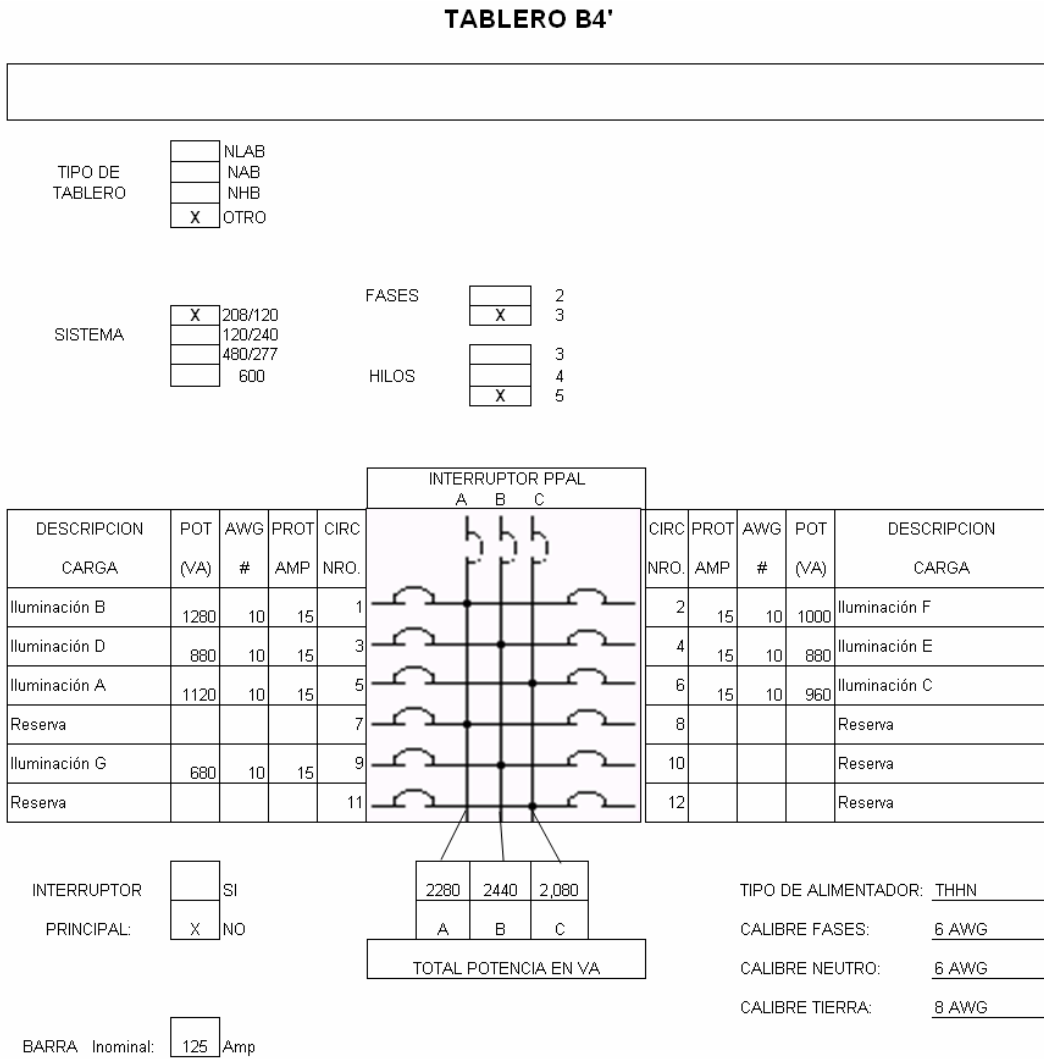 TABLERO B4'
TIPO DE TABLERO
NLAB
NAB
NHB
X OTRO
SISTEMA
X 208/120
120/240
480/277
600
FASES
2
X 3
HILOS
3
4
X 5
INTERRUPTOR PPAL
A B C
DESCRIPCION CARGA POT (VA) AWG # PROT AMP CIRC NRO. CIRC NRO. PROT AMP AWG # POT (VA) DESCRIPCION CARGA
Iluminación B 1280 10 15 1 2 15 10 1000 Iluminación F
Iluminación D 880 10 15 3 4 15 10 880 Iluminación E
Iluminación A 1120 10 15 5 6 15 10 960 Iluminación C
Reserva 7 8 Reserva
Iluminación G 680 10 15 9 10 Reserva
Reserva 11 12 Reserva
INTERRUPTOR PRINCIPAL:
SI
X NO
2280 2440 2,080
A B C
TOTAL POTENCIA EN VA
TIPO DE ALIMENTADOR: THHN
CALIBRE FASES: 6 AWG
CALIBRE NEUTRO: 6 AWG
CALIBRE TIERRA: 8 AWG
BARRA Inominal: 125 Amp